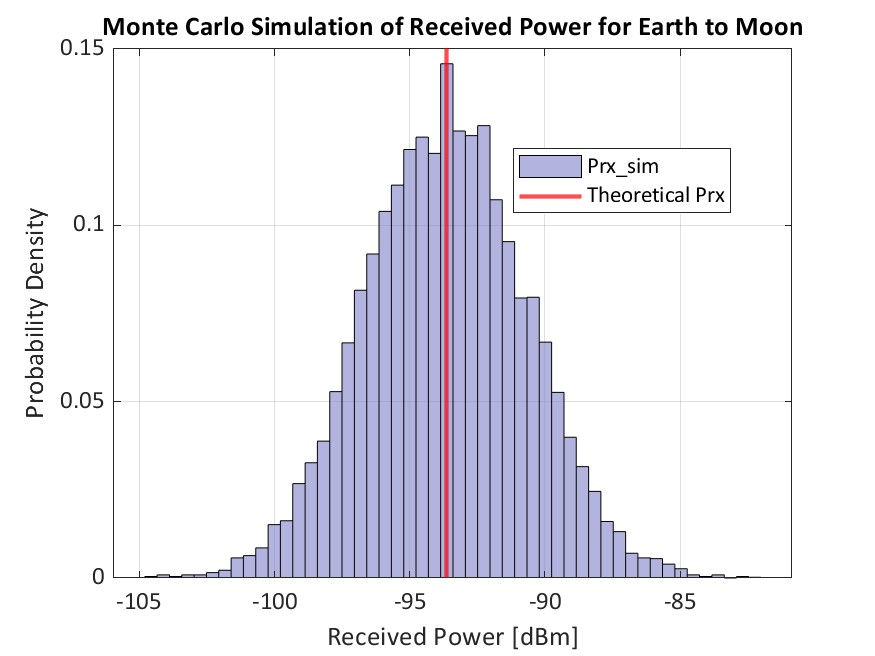 Monte Carlo Simulation of Received Power for Earth to Moon
0.15
0.1
0.05
0
Probability Density
Prx_sim
Theoretical Prx
-105 -100 -95 -90 -85
Received Power [dBm]